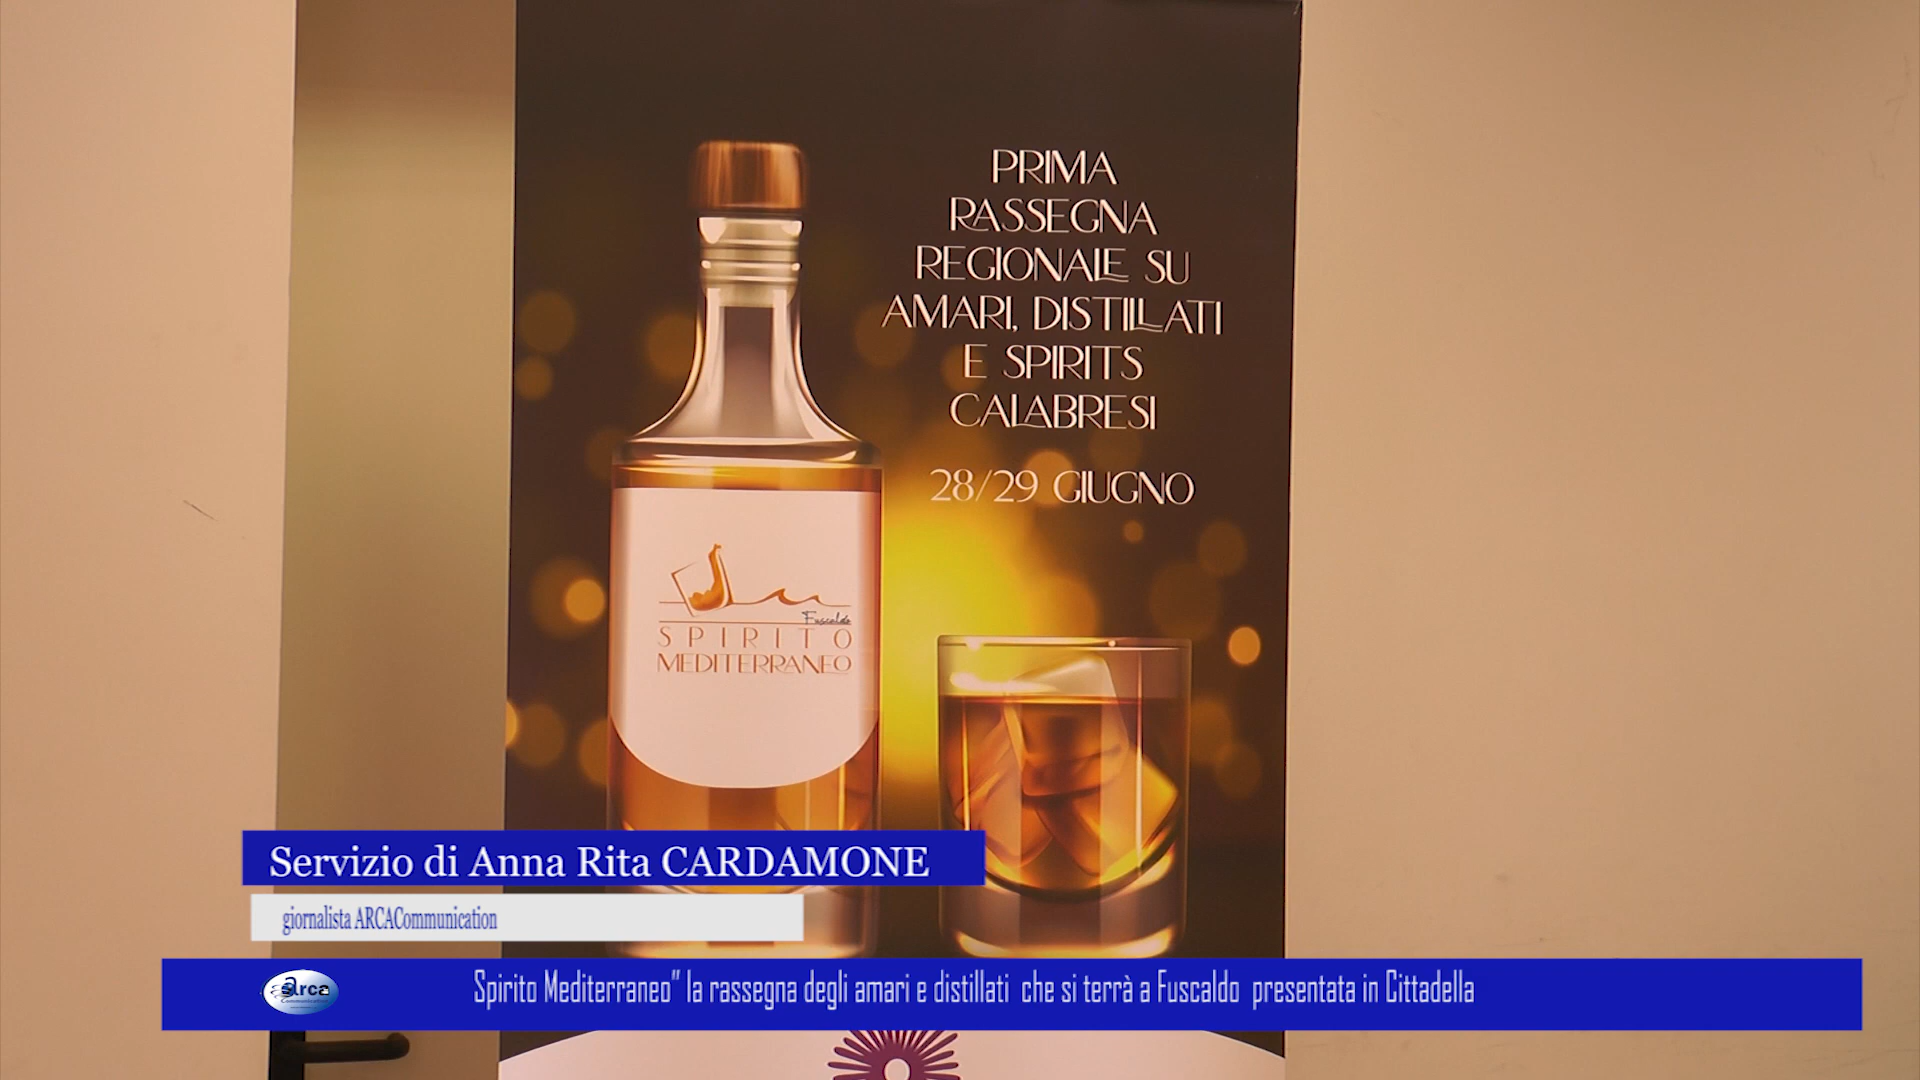 PRIMA
RASSEGNA
REGIONALE SU
AMARI, DISTILLATI
E SPIRITS
CALABRESI
28/29 GIUGNO
Fuscaldo
SPIRITO
MEDITERRANEO
Servizio di Anna Rita CARDAMONE
giornalista ARCACommunication
arca
Communication
Spirito Mediterraneo” la rassegna degli amari e distillati che si terrà a Fuscaldo presentata in Cittadella